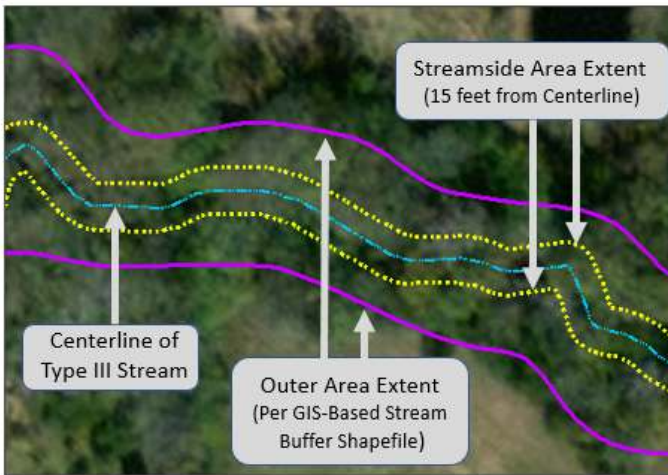 Streamside Area Extent
(15 feet from Centerline)
Centerline of
Type III Stream
Outer Area Extent
(Per GIS-Based Stream
Buffer Shapefile)